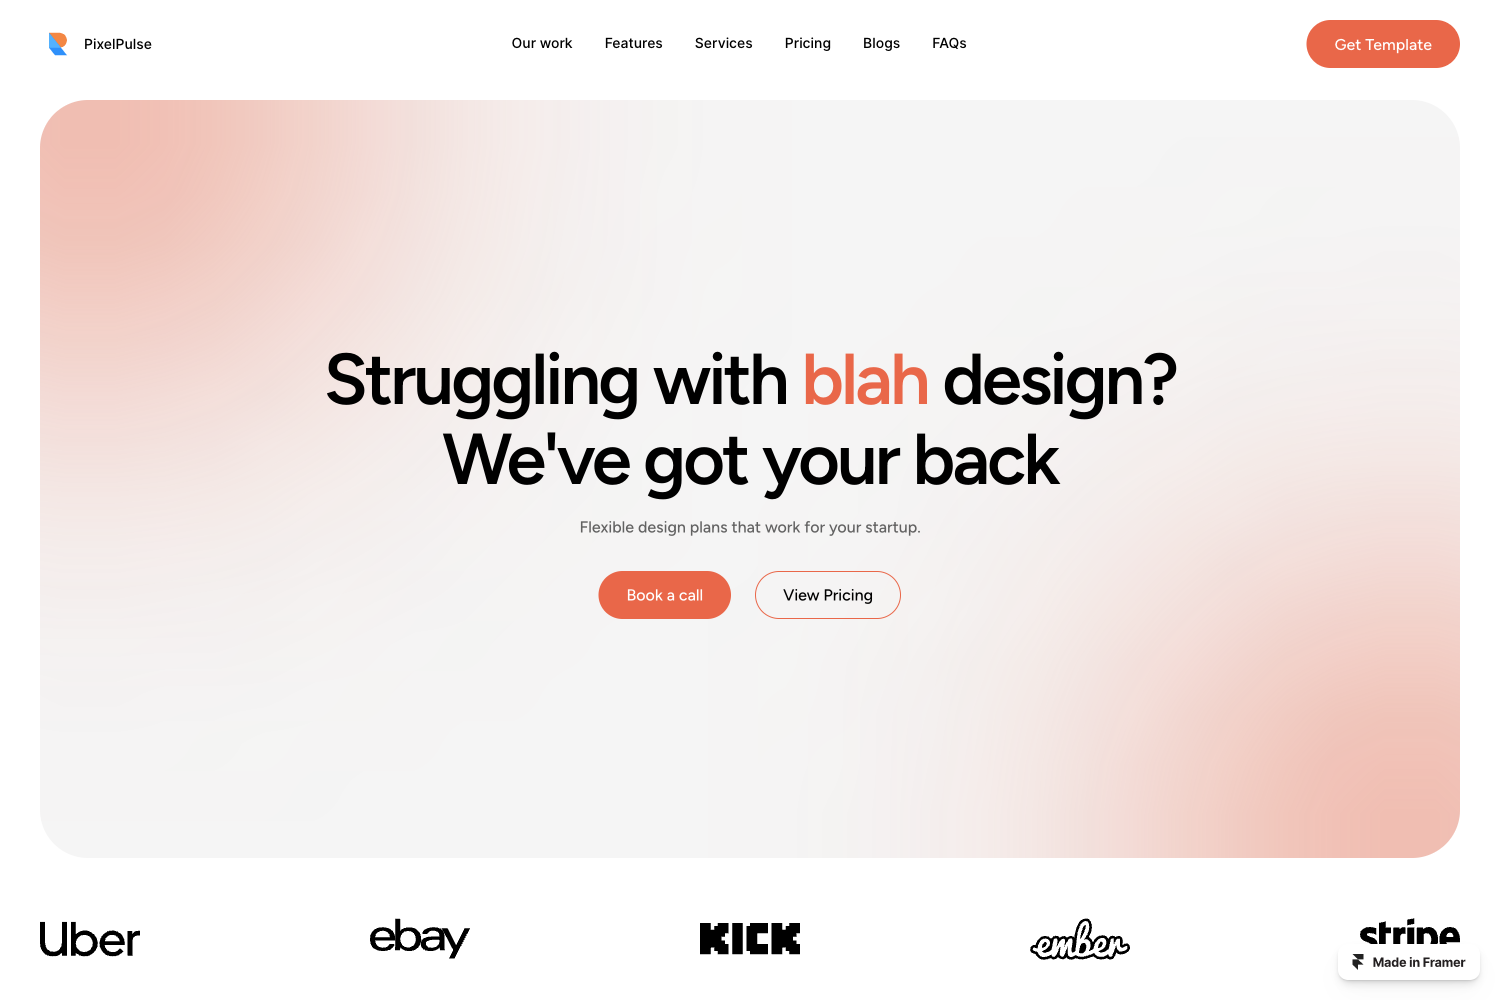 PixelPulse
Our work Features Services Pricing Blogs FAQs
Get Template
Struggling with blah design?
We've got your back
Flexible design plans that work for your startup.
Book a call
View Pricing
Uber
ebay
KICK
ember
stripe
Made in Framer